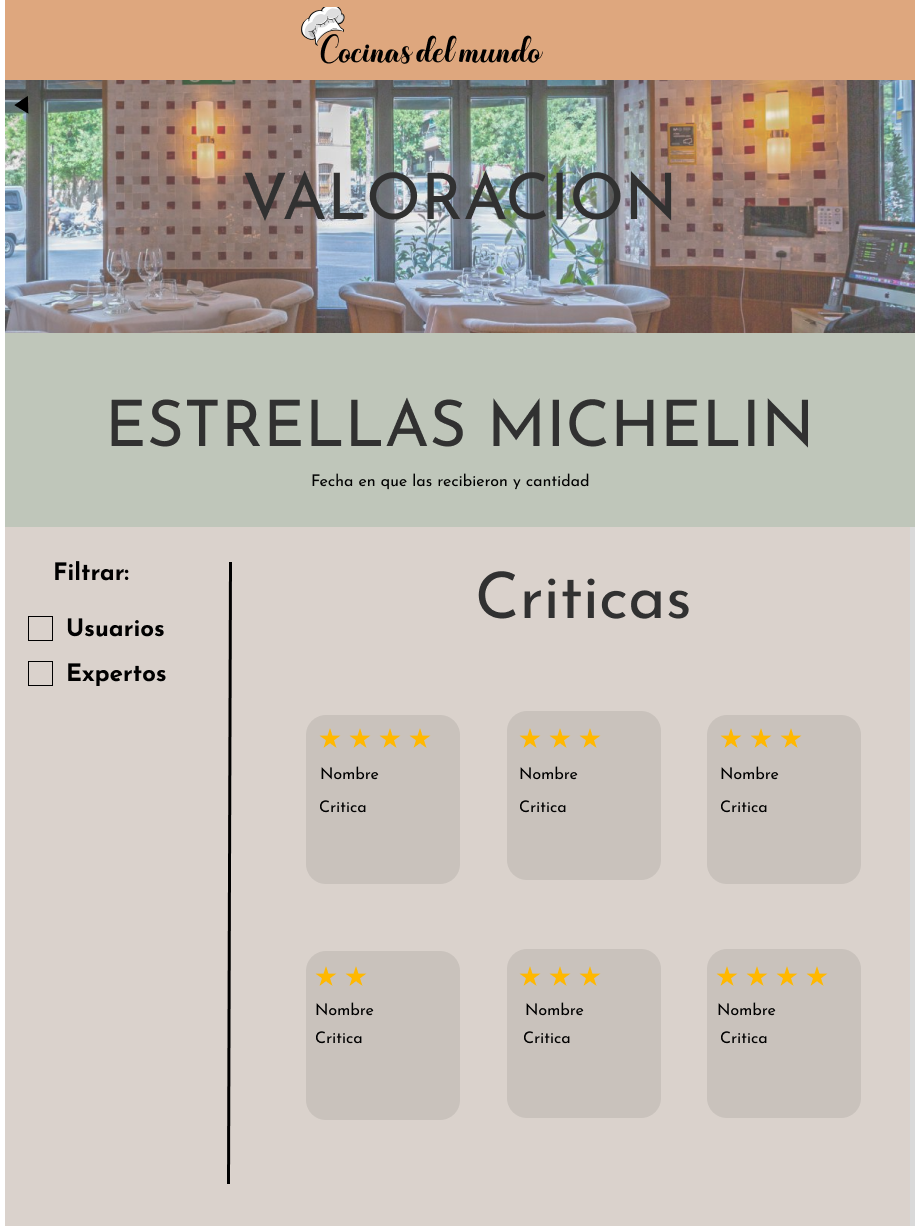 Cocinas del mundo
VALORACION
ESTRELLAS MICHELIN
Fecha en que las recibieron y cantidad
Filtrar:
Usuarios
Expertos
Criticas
Nombre
Critica
Nombre
Critica
Nombre
Critica
Nombre
Critica
Nombre
Critica
Nombre
Critica